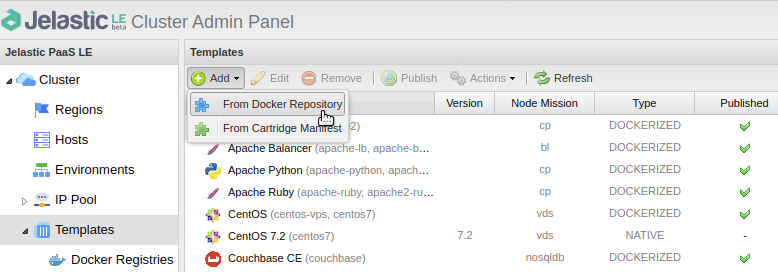 Jelastic LE beta Cluster Admin Panel
Jelastic PaaS LE
Templates
Cluster
Regions
Hosts
Environments
IP Pool
Templates
Docker Registries
Add Edit Remove Publish Actions Refresh
From Docker Repository
From Cartridge Manifest
Version Node Mission Type Published
2) cp DOCKERIZED
Apache Balancer (apache-lb, apache-b... bl DOCKERIZED
Apache Python (apache-python, apache... cp DOCKERIZED
Apache Ruby (apache-ruby, apache2-ru... cp DOCKERIZED
CentOS (centos-vps, centos7) vds DOCKERIZED
CentOS 7.2 (centos7) 7.2 vds NATIVE -
Couchbase CE (couchbase) nosqldb DOCKERIZED